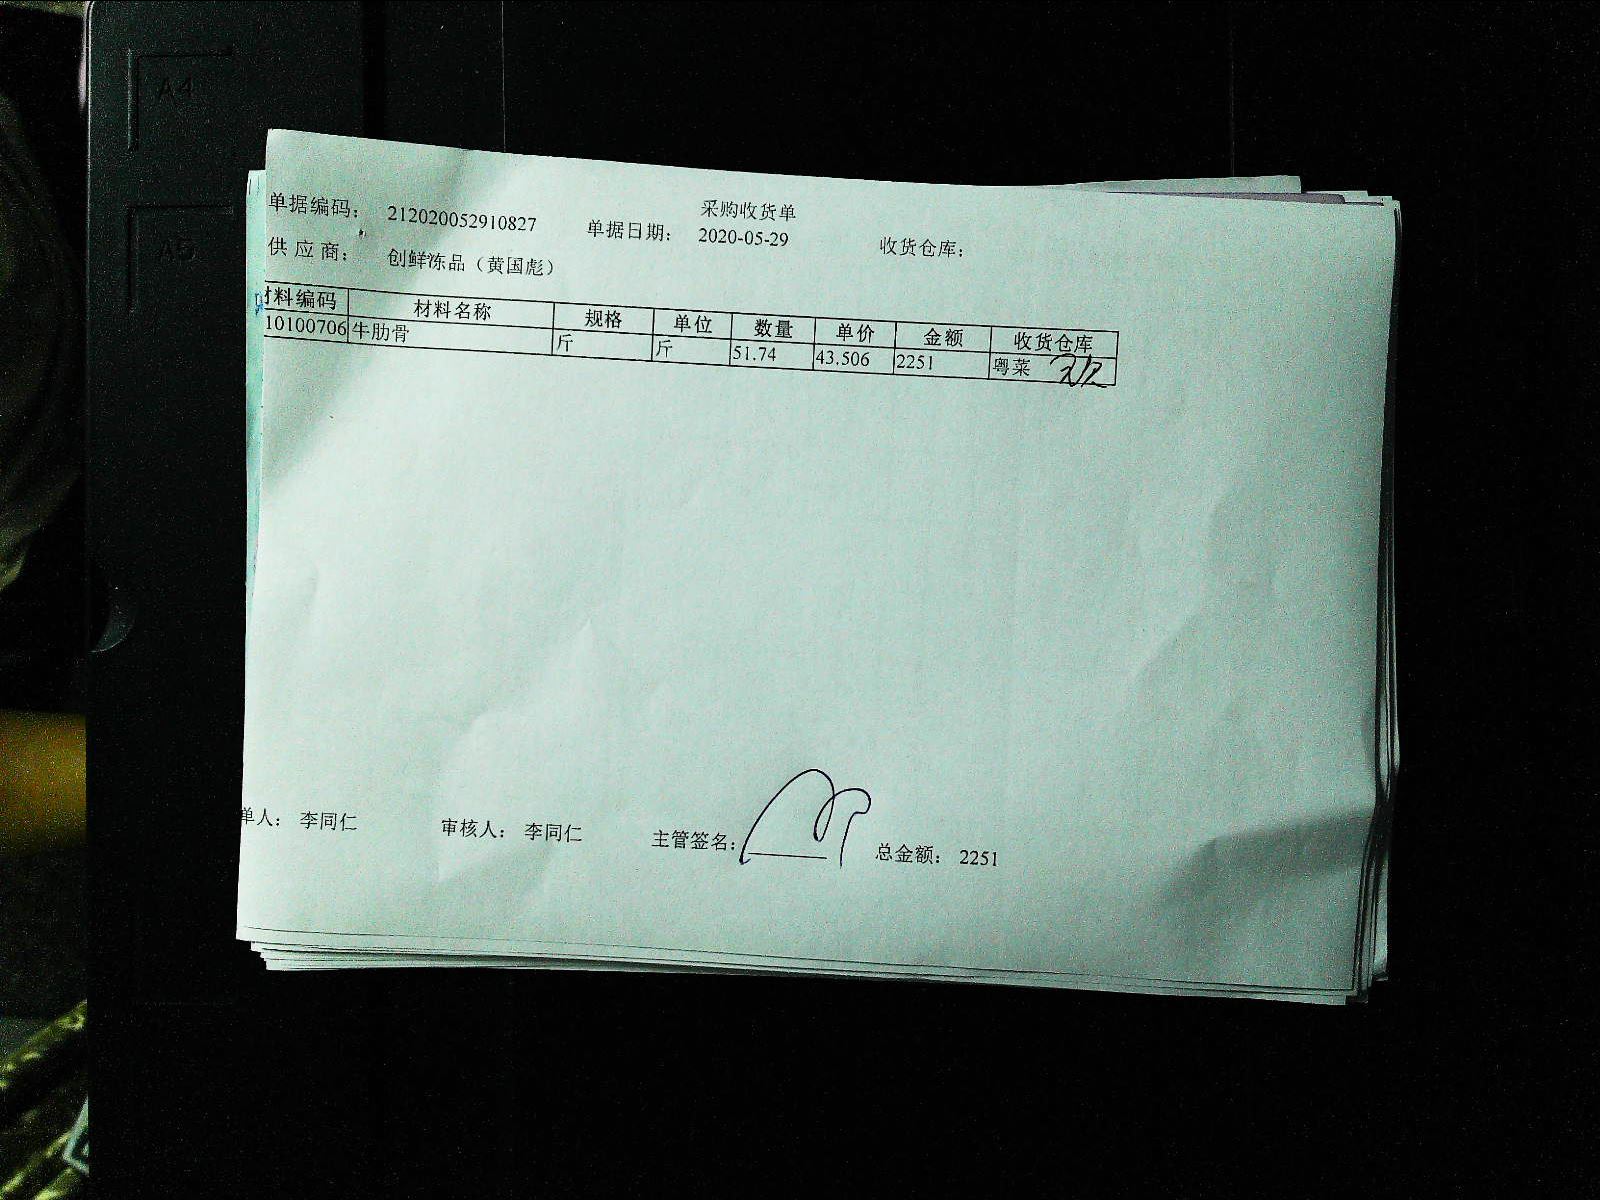 A4
A5
采购收货单
单据编码： 212020052910827 单据日期： 2020-05-29 收货仓库：
供 应 商： 创鲜冻品（黄国彪）
材料编码 材料名称 规格 单位 数量 单价 金额 收货仓库
10100706 牛肋骨 斤 斤 51.74 43.506 2251 粤菜
单人： 李同仁 审核人： 李同仁 主管签名： 总金额： 2251